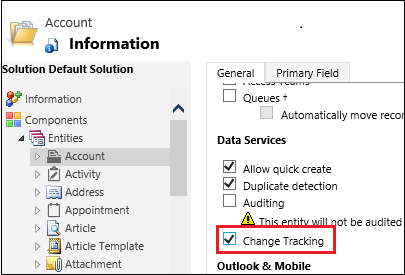 Account
Information
Solution Default Solution
Information
Components
Entities
Account
Activity
Address
Appointment
Article
Article Template
Attachment
General
Primary Field
Access Teams
Queues †
Automatically move reco
Data Services
Allow quick create
Duplicate detection
Auditing
This entity will not be audited
Change Tracking
Outlook & Mobile